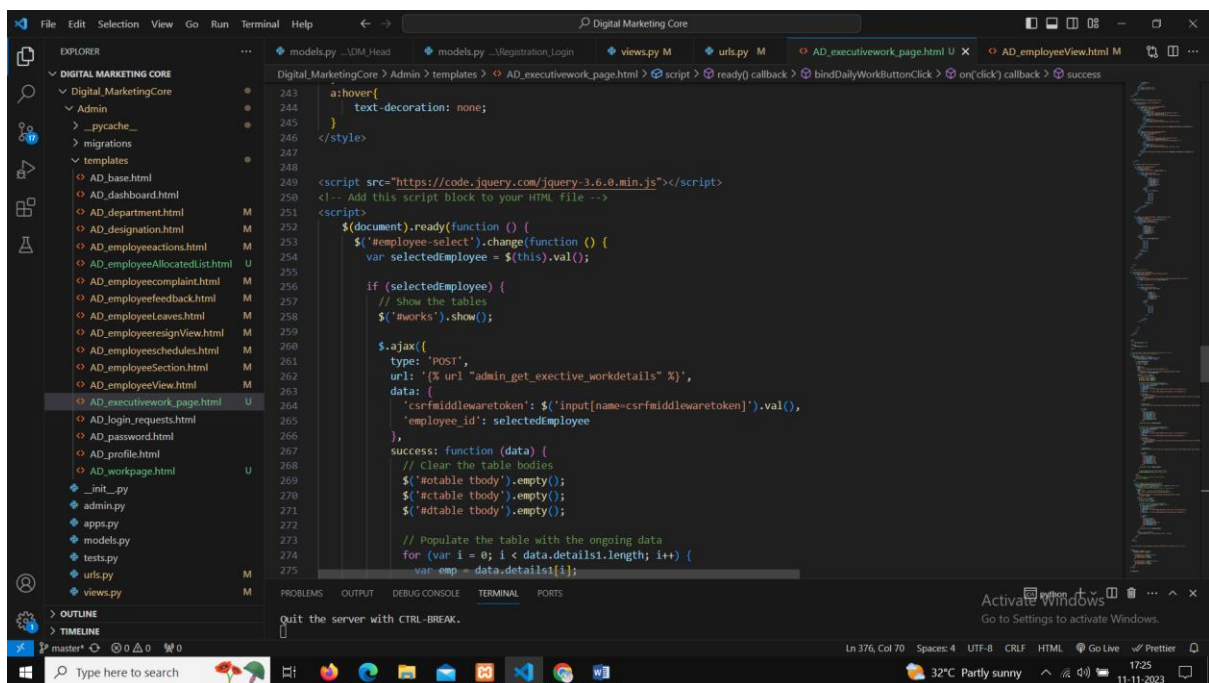 File Edit Selection View Go Run Terminal Help
Digital Marketing Core
EXPLORER
DIGITAL MARKETING CORE
Digital_MarketingCore
Admin
__pycache__
migrations
templates
AD_base.html
AD_dashboard.html
AD_department.html M
AD_designation.html M
AD_employeeactions.html M
AD_employeeAllocatedList.html U
AD_employeecomplaint.html M
AD_employeefeedback.html M
AD_employeeLeaves.html M
AD_employeeresignView.html M
AD_employeeschedules.html M
AD_employeeSection.html M
AD_employeeView.html M
AD_executivework_page.html U
AD_login_requests.html
AD_password.html
AD_profile.html
AD_workpage.html U
__init__.py
admin.py
apps.py
models.py
tests.py
urls.py M
views.py M
OUTLINE
TIMELINE
17
1
models.py ...\DM_Head models.py ...\Registration_Login views.py M urls.py M AD_executivework_page.html U AD_employeeView.html M
Digital_MarketingCore > Admin > templates > AD_executivework_page.html > script > ready() callback > bindDailyWorkButtonClick > on('click') callback > success
243 a:hover{
244 text-decoration: none;
245 }
246 </style>
247
248
249 <script src="https://code.jquery.com/jquery-3.6.0.min.js"></script>
250 <!-- Add this script block to your HTML file -->
251 <script>
252 $(document).ready(function () {
253 $('#employee-select').change(function () {
254 var selectedEmployee = $(this).val();
255
256 if (selectedEmployee) {
257 // Show the tables
258 $('#works').show();
259
260 $.ajax({
261 type: 'POST',
262 url: '{% url "admin_get_exective_workdetails" %}',
263 data: {
264 'csrfmiddlewaretoken': $('input[name=csrfmiddlewaretoken]').val(),
265 'employee_id': selectedEmployee
266 },
267 success: function (data) {
268 // Clear the table bodies
269 $('#otable tbody').empty();
270 $('#ctable tbody').empty();
271 $('#dtable tbody').empty();
272
273 // Populate the table with the ongoing data
274 for (var i = 0; i < data.details1.length; i++) {
275 var emp = data.details1[i];
PROBLEMS OUTPUT DEBUG CONSOLE TERMINAL PORTS
python
Quit the server with CTRL-BREAK.
Activate Windows
Go to Settings to activate Windows.
master* 0 0 0 Ln 376, Col 70 Spaces: 4 UTF-8 CRLF HTML Go Live Prettier
Type here to search
32°C Partly sunny
17:25
11-11-2023